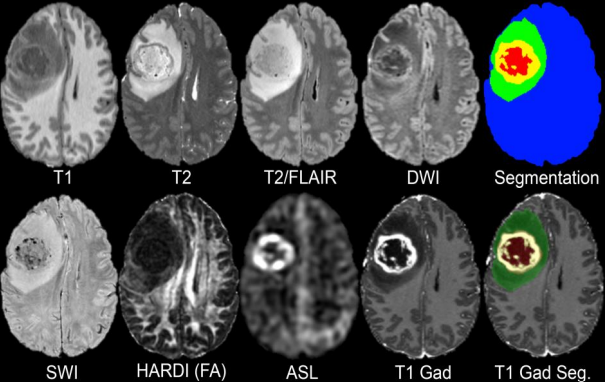 T1
T2
T2/FLAIR
DWI
Segmentation
SWI
HARDI (FA)
ASL
T1 Gad
T1 Gad Seg.